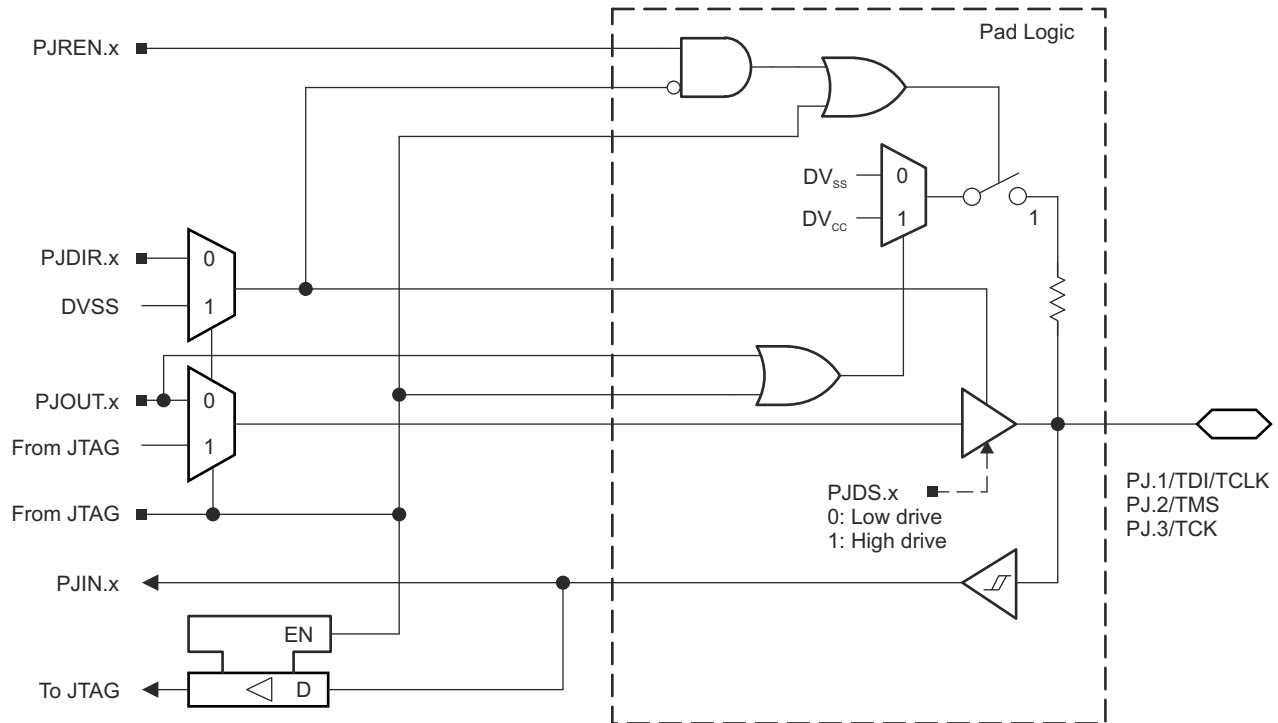 Pad Logic
PJREN.x
DVSS
0
DVCC
1
1
PJDIR.x
0
DVSS
1
PJOUT.x
0
From JTAG
1
From JTAG
PJDS.x
0: Low drive
1: High drive
PJ.1/TDI/TCLK
PJ.2/TMS
PJ.3/TCK
PJIN.x
EN
To JTAG
D